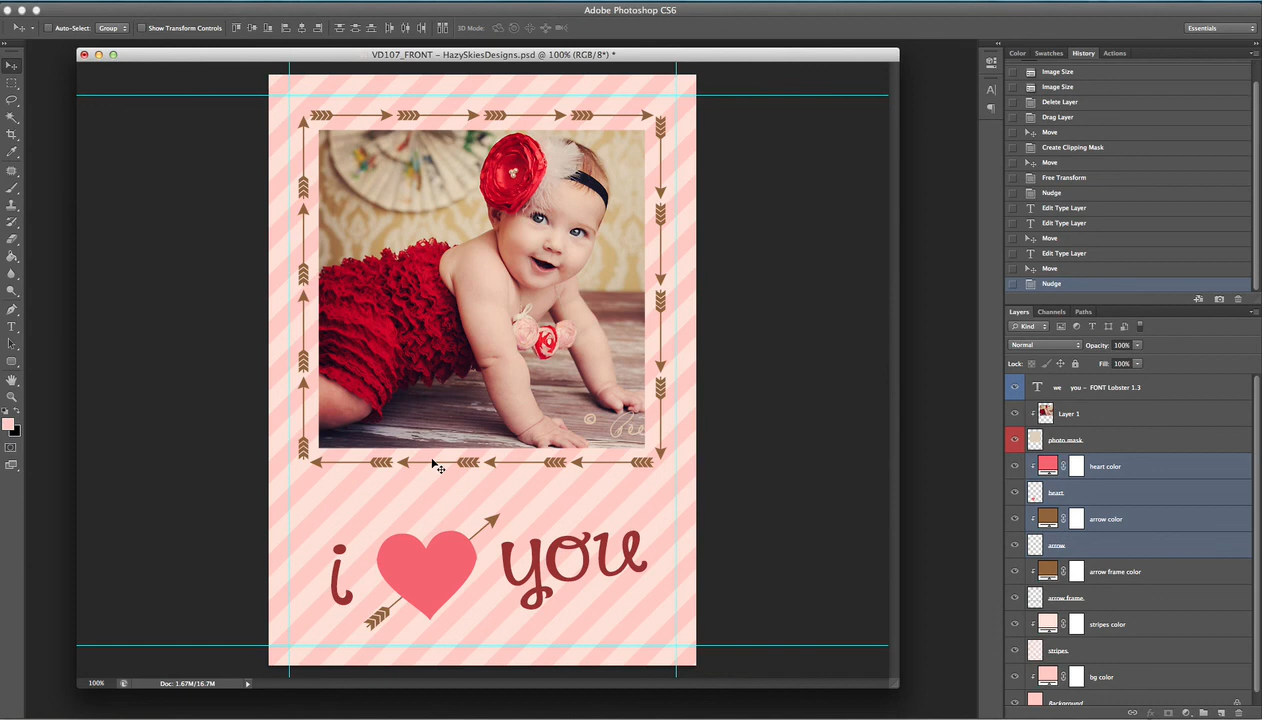 Adobe Photoshop CS6
Auto-Select: Group Show Transform Controls 3D Mode: Essentials
VD107_FRONT – HazySkiesDesigns.psd @ 100% (RGB/8*) *
Color Swatches History Actions
Image Size
Image Size
Delete Layer
Drag Layer
Move
Create Clipping Mask
Move
Free Transform
Nudge
Edit Type Layer
Edit Type Layer
Move
Edit Type Layer
Move
Nudge
Layers Channels Paths
Kind
Normal Opacity: 100%
Lock: Fill: 100%
we you – FONT Lobster 1.3
Layer 1
photo mask
heart color
heart
arrow color
arrow
arrow frame color
arrow frame
stripes color
stripes
bg color
Background
©
i you
100% Doc: 1.67M/16.7M